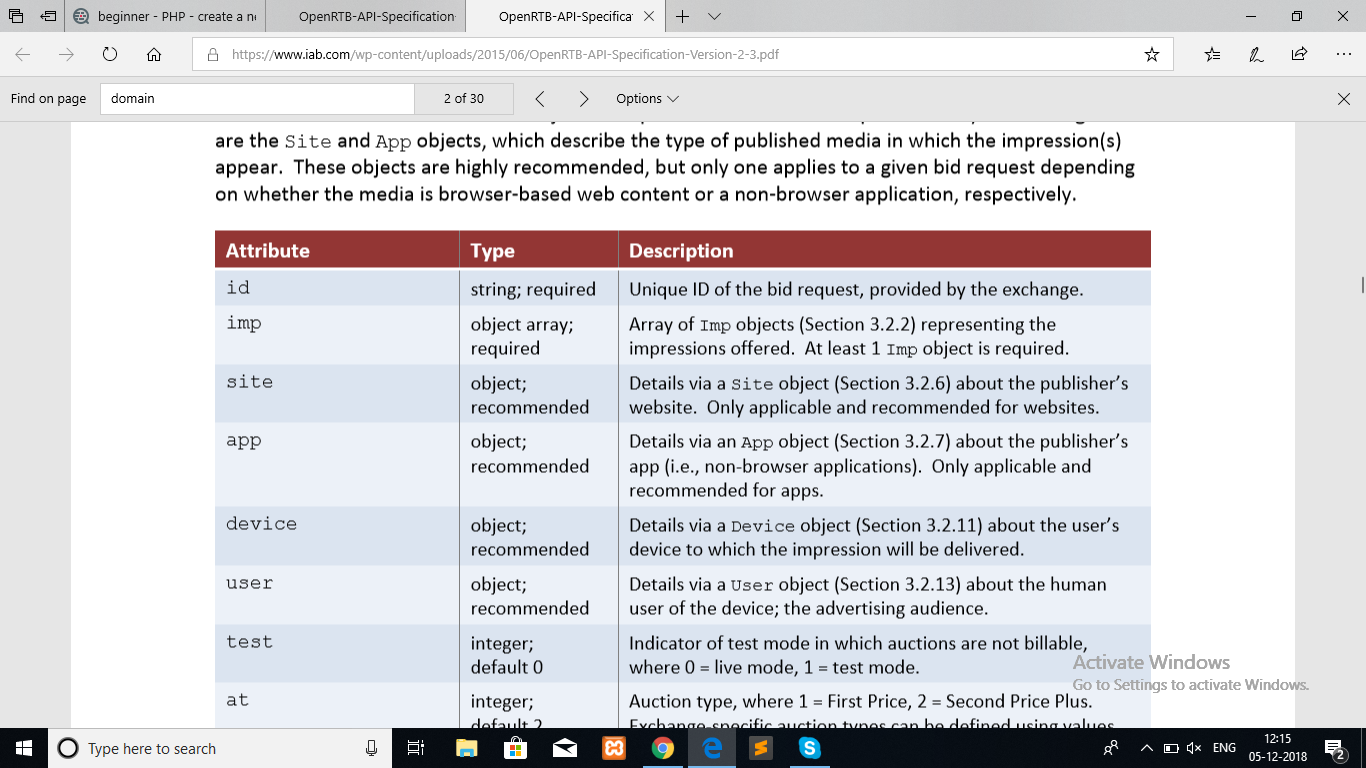 beginner - PHP - create a n
OpenRTB-API-Specification
OpenRTB-API-Specifica
https://www.iab.com/wp-content/uploads/2015/06/OpenRTB-API-Specification-Version-2-3.pdf
Find on page
domain
2 of 30
Options
are the Site and App objects, which describe the type of published media in which the impression(s)
appear. These objects are highly recommended, but only one applies to a given bid request depending
on whether the media is browser-based web content or a non-browser application, respectively.
Attribute Type Description
id string; required Unique ID of the bid request, provided by the exchange.
imp object array; Array of Imp objects (Section 3.2.2) representing the
required impressions offered. At least 1 Imp object is required.
site object; Details via a Site object (Section 3.2.6) about the publisher's
recommended website. Only applicable and recommended for websites.
app object; Details via an App object (Section 3.2.7) about the publisher's
recommended app (i.e., non-browser applications). Only applicable and
recommended for apps.
device object; Details via a Device object (Section 3.2.11) about the user's
recommended device to which the impression will be delivered.
user object; Details via a User object (Section 3.2.13) about the human
recommended user of the device; the advertising audience.
test integer; Indicator of test mode in which auctions are not billable,
default 0 where 0 = live mode, 1 = test mode.
at integer; Auction type, where 1 = First Price, 2 = Second Price Plus.
default 2 Exchange-specific auction types can be defined using values
Activate Windows
Go to Settings to activate Windows.
Type here to search
ENG
12:15
05-12-2018
2